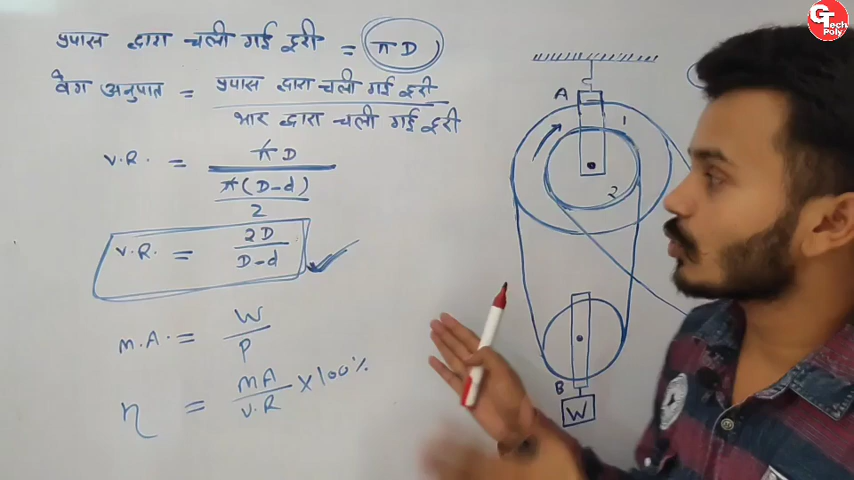 प्रयास द्वारा चली गई दूरी = πD
वेग अनुपात = प्रयास द्वारा चली गई दूरी
भार द्वारा चली गई दूरी
V.R. = πD
π(D-d)
2
V.R. = 2D
D-d
M.A. = W
P
η = MA × 100%
V.R
A
1
2
B
W
GT
Tech
Poly